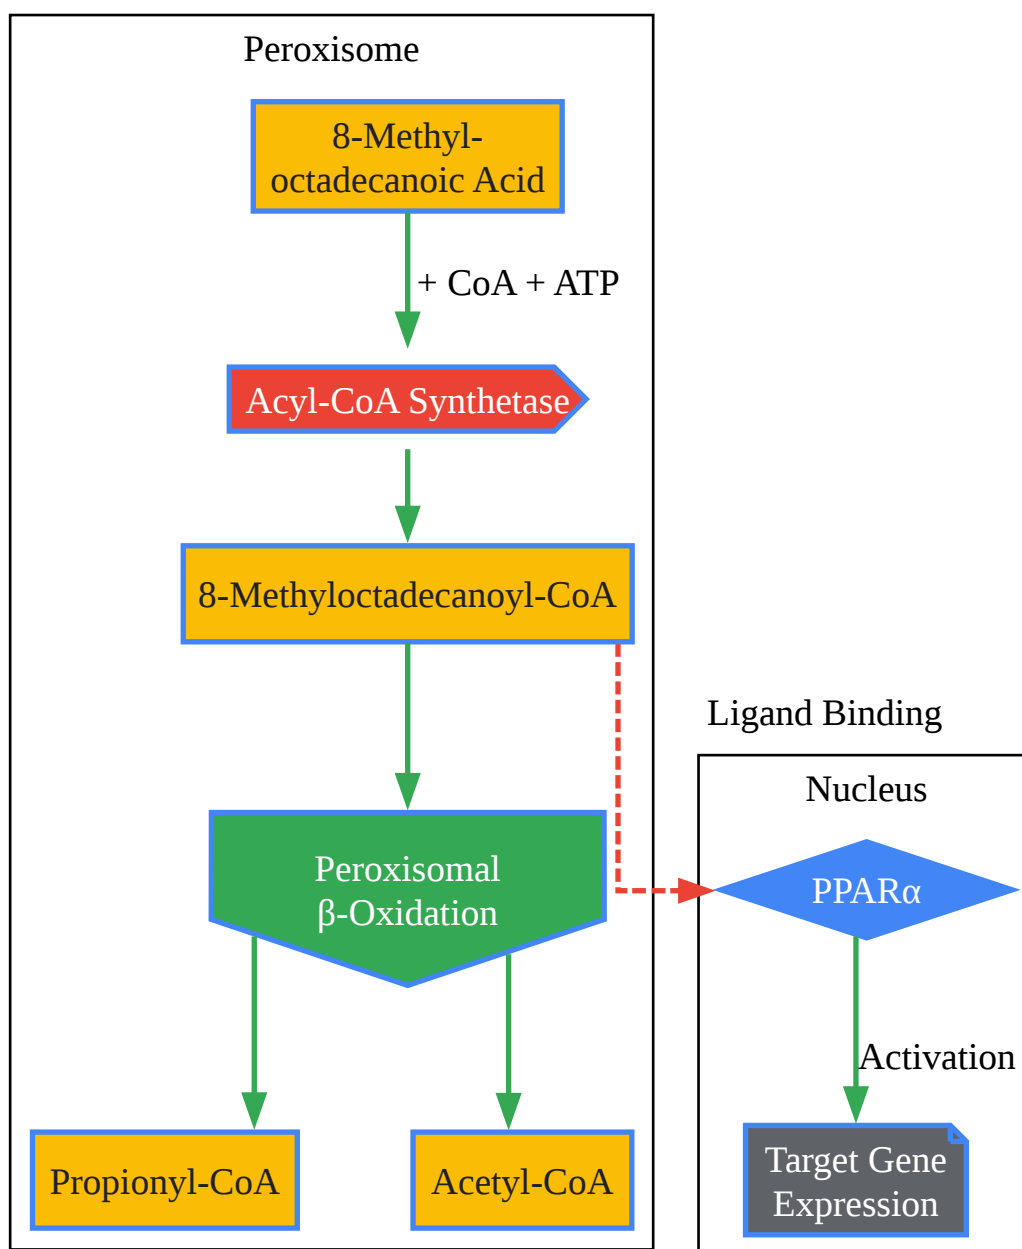 Peroxisome
8-Methyl-
octadecanoic Acid
+ CoA + ATP
Acyl-CoA Synthetase
8-Methyloctadecanoyl-CoA
Ligand Binding
Nucleus
Peroxisomal
β-Oxidation
PPARα
Activation
Propionyl-CoA
Acetyl-CoA
Target Gene
Expression